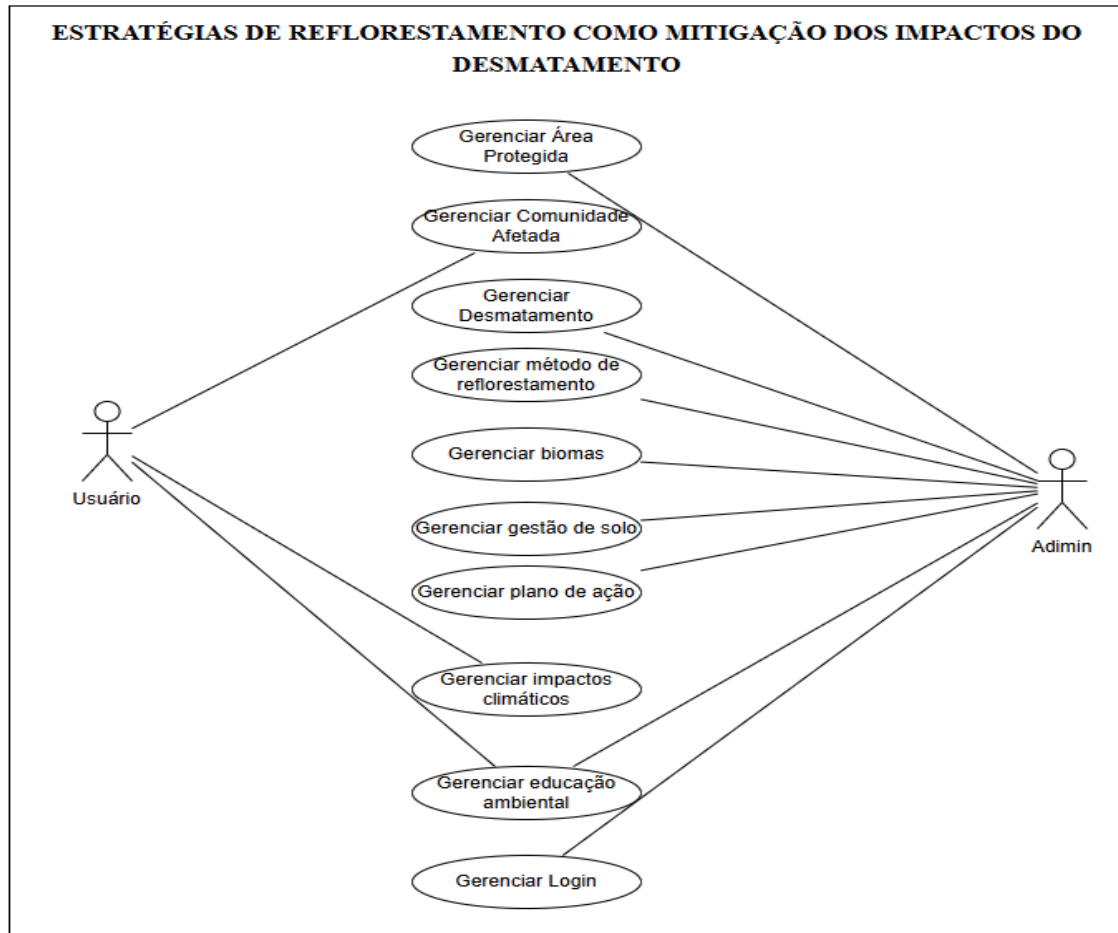 ESTRATÉGIAS DE REFLORESTAMENTO COMO MITIGAÇÃO DOS IMPACTOS DO
DESMATAMENTO
Gerenciar Área
Protegida
Gerenciar Comunidade
Afetada
Gerenciar
Desmatamento
Gerenciar método de
reflorestamento
Gerenciar biomas
Usuário
Gerenciar gestão de solo
Adimin
Gerenciar plano de ação
Gerenciar impactos
climáticos
Gerenciar educação
ambiental
Gerenciar Login